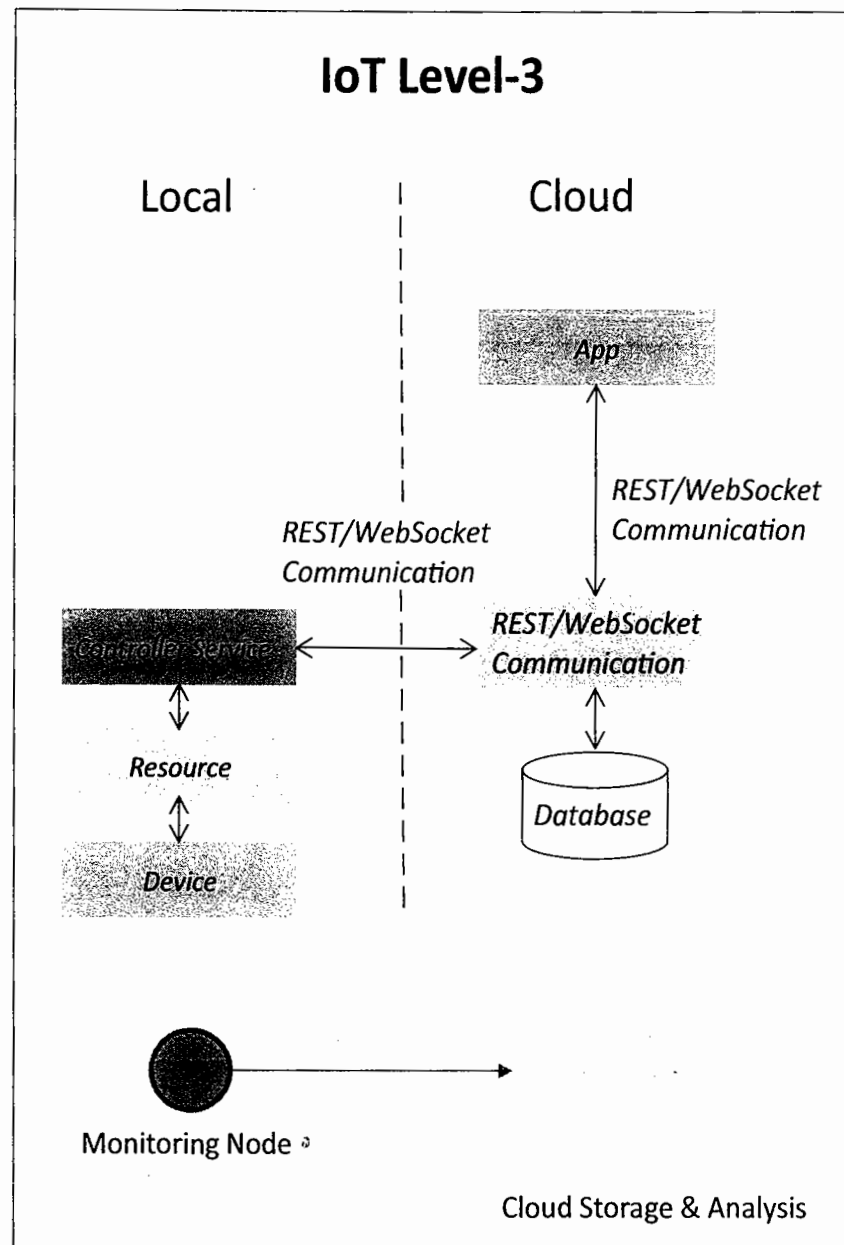 IoT Level-3
Local
Cloud
App
REST/WebSocket
Communication
REST/WebSocket
Communication
Controller Service
REST/WebSocket
Communication
Resource
Database
Device
Monitoring Node
Cloud Storage & Analysis